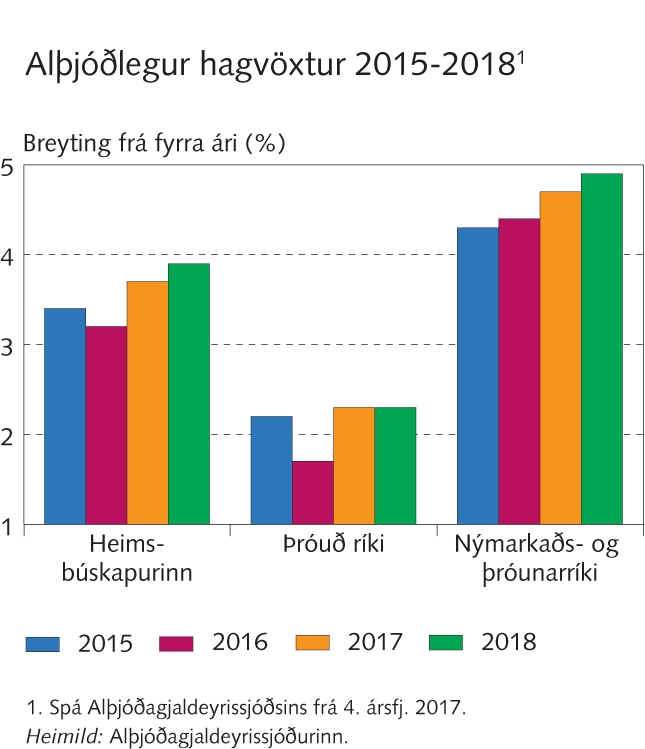 Alþjóðlegur hagvöxtur 2015-2018¹
Breyting frá fyrra ári (%)
5
4
3
2
1
Heims-
búskapurinn
Þróuð ríki
Nýmarkaðs- og
þróunarríki
2015 2016 2017 2018
1. Spá Alþjóðagjaldeyrissjóðsins frá 4. ársfj. 2017.
Heimild: Alþjóðagjaldeyrissjóðurinn.